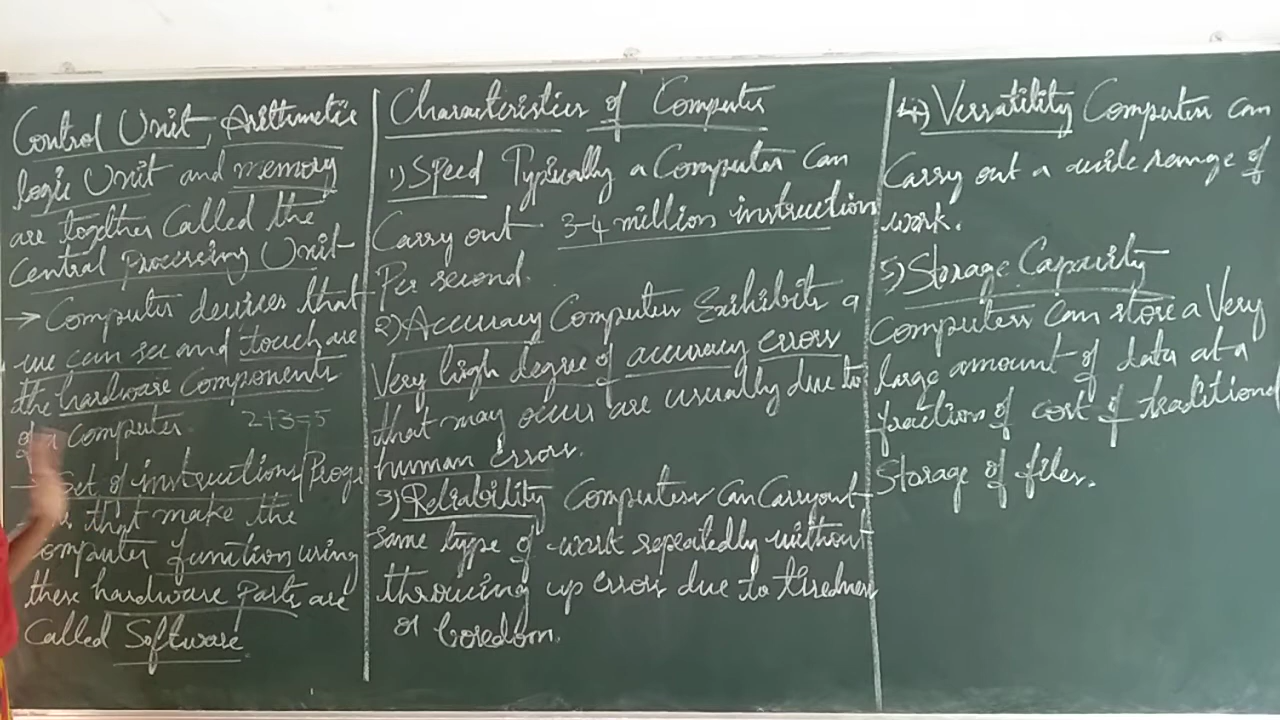 Control Unit, Arithmetic
logic Unit and memory
are together Called the
Central Processing Unit
→ Computer devices that
we can see and touch are
the hardware Components
of a Computer.
2+3=5
→ Set of instructions/Progr
that make the
Computer function using
these hardware Parts are
Called Software.
Characteristics of Computer
1) Speed Typically a Computer Can
Carry out 3-4 million instruction
Per second.
2) Accuracy Computers Exhibits a
Very high degree of accuracy errors
that may occur are usually due to
human errors.
3) Reliability Computers Can Carryout
Same type of work repeatedly without
throwing up errors due to tiredness
or boredom.
4) Versatility Computers can
Carry out a wide range of
work.
5) Storage Capacity
Computers Can store a Very
large amount of data at a
fraction of cost of traditional
Storage of files.